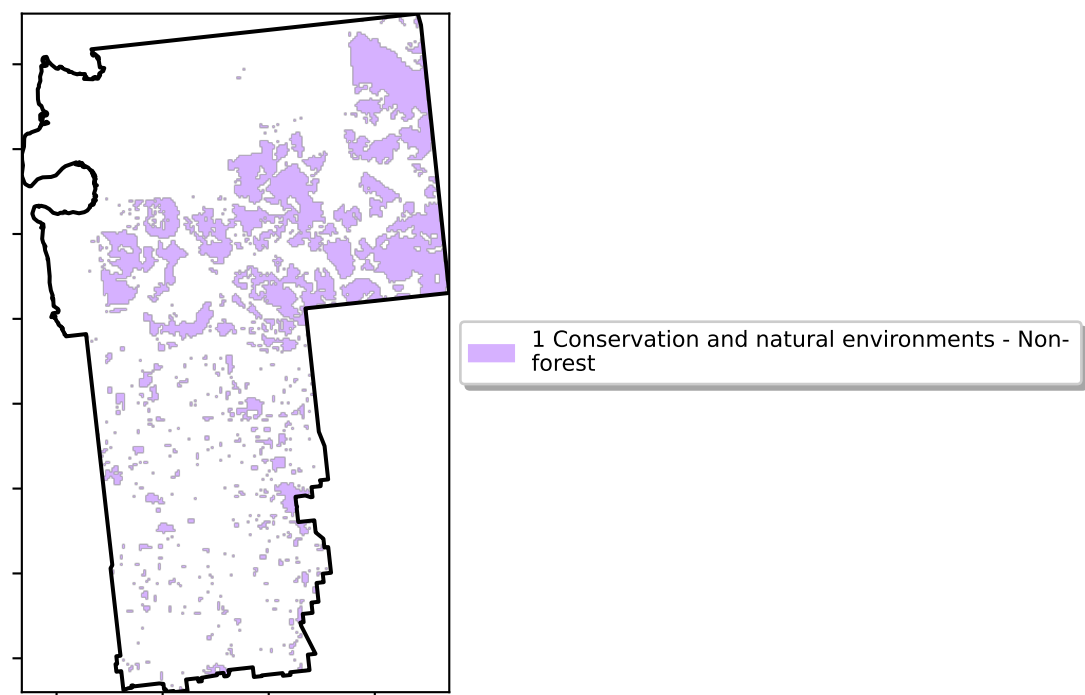 1 Conservation and natural environments - Non-
forest